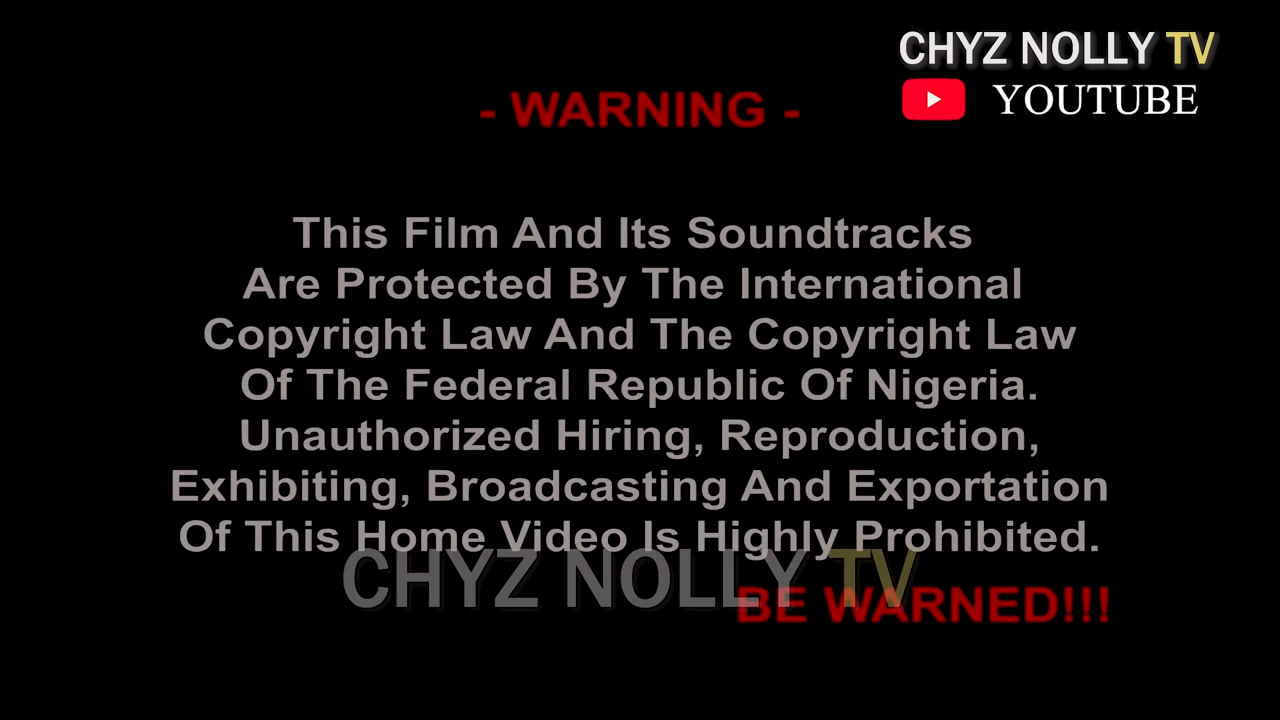 CHYZ NOLLY TV
YOUTUBE
- WARNING -
This Film And Its Soundtracks
Are Protected By The International
Copyright Law And The Copyright Law
Of The Federal Republic Of Nigeria.
Unauthorized Hiring, Reproduction,
Exhibiting, Broadcasting And Exportation
Of This Home Video Is Highly Prohibited.
CHYZ NOLLY TV
BE WARNED!!!